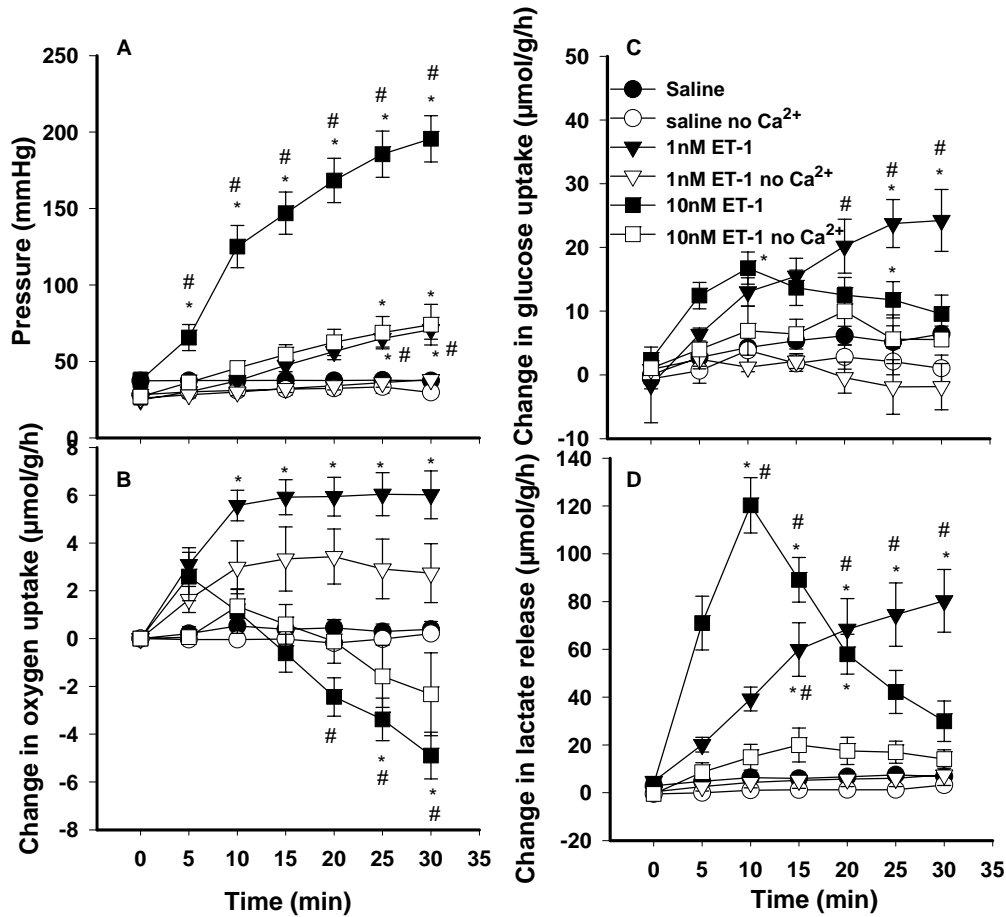 A
250
200
150
100
50
0
Pressure (mmHg)
# # # # # #
* * * * * *
* *
* # * #
C
50
40
30
20
10
0
-10
Change in glucose uptake (µmol/g/h)
Saline
saline no Ca²⁺
1nM ET-1
1nM ET-1 no Ca²⁺
10nM ET-1
10nM ET-1 no Ca²⁺
# # #
* *
* *
B
8
6
4
2
0
-2
-4
-6
-8
Change in oxygen uptake (µmol/g/h)
* * * * *
# * *
# #
0 5 10 15 20 25 30 35
Time (min)
D
140
120
100
80
60
40
20
0
-20
Change in lactate release (µmol/g/h)
* #
# # # #
* * * *
* # *
0 5 10 15 20 25 30 35
Time (min)